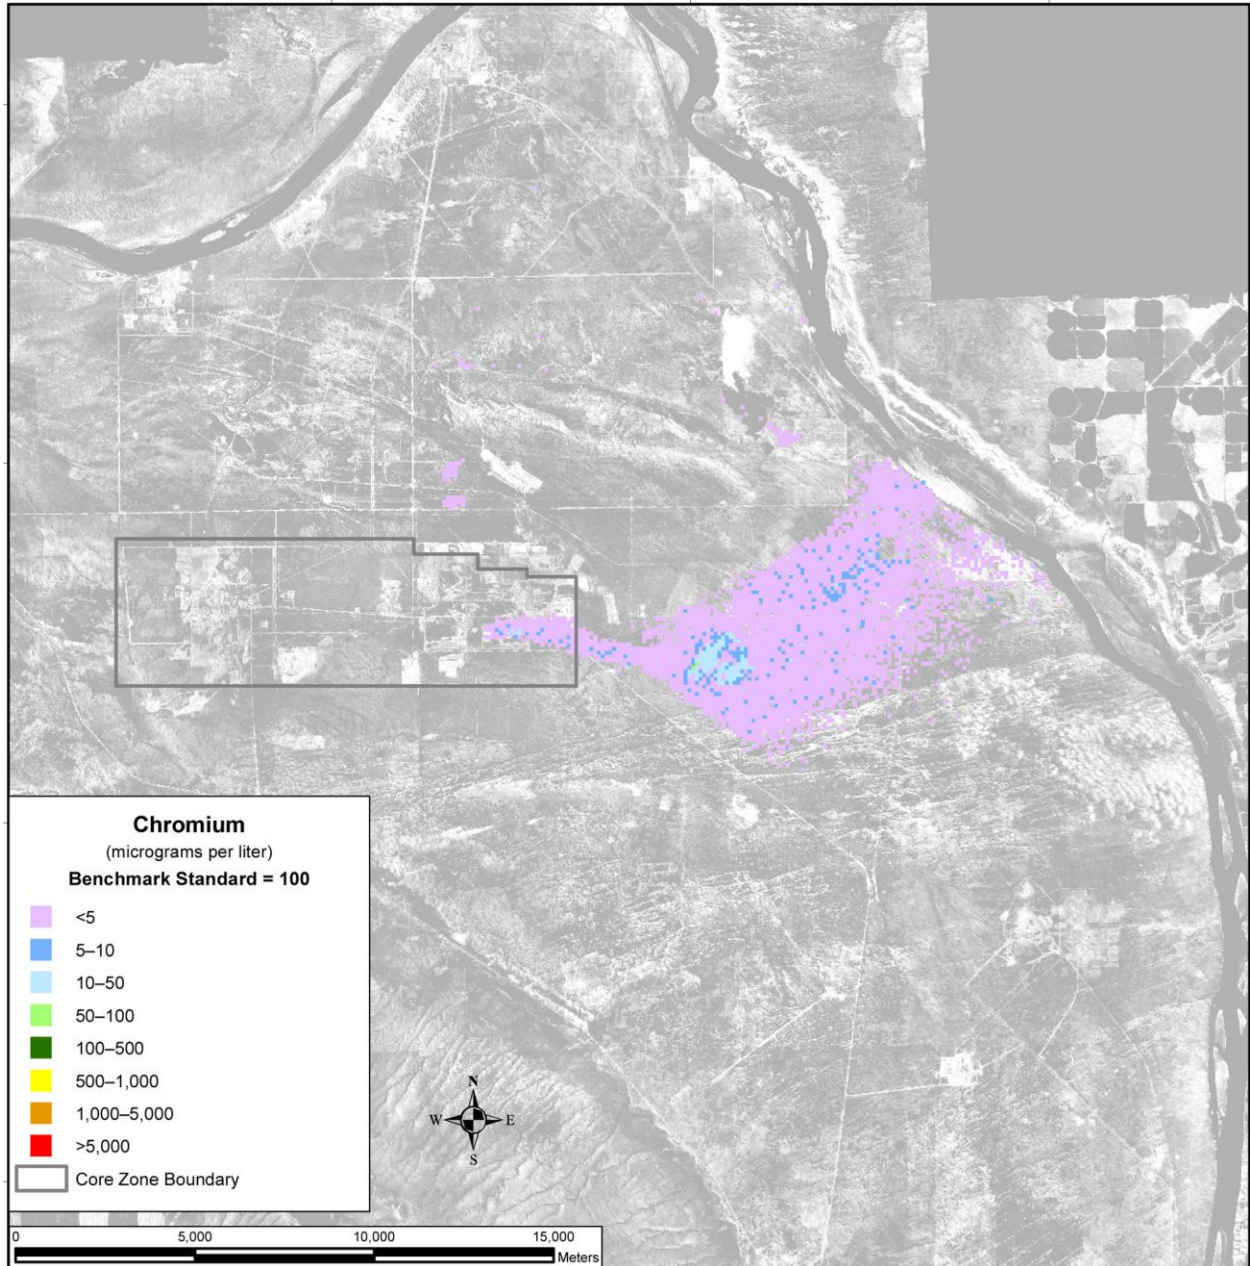 Chromium
(micrograms per liter)
Benchmark Standard = 100
<5
5–10
10–50
50–100
100–500
500–1,000
1,000–5,000
>5,000
Core Zone Boundary
N
W E
S
0 5,000 10,000 15,000
Meters